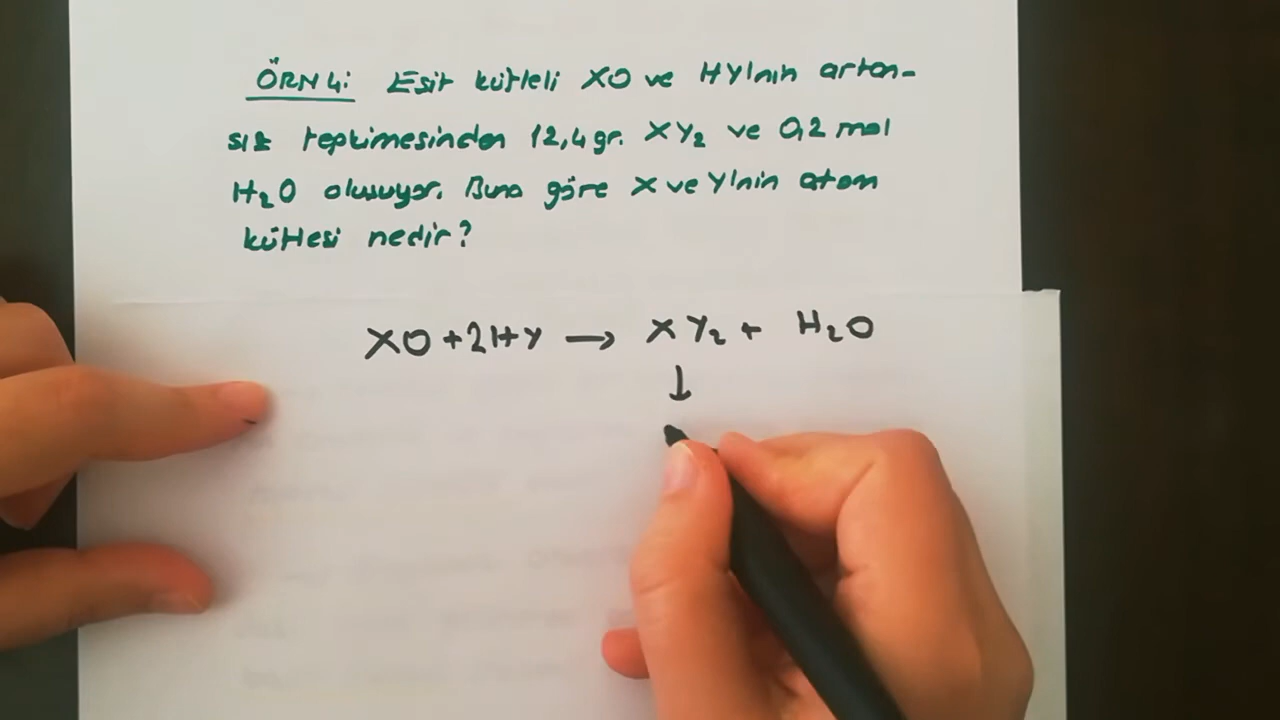 ÖRN 4: Eşit kütleli XO ve HY'nin artan-
sız tepkimesinden 12,4 gr. XY₂ ve 0,2 mol
H₂O oluşuyor. Buna göre X ve Y'nin atom
kütlesi nedir?
XO + 2HY → XY₂ + H₂O
↓